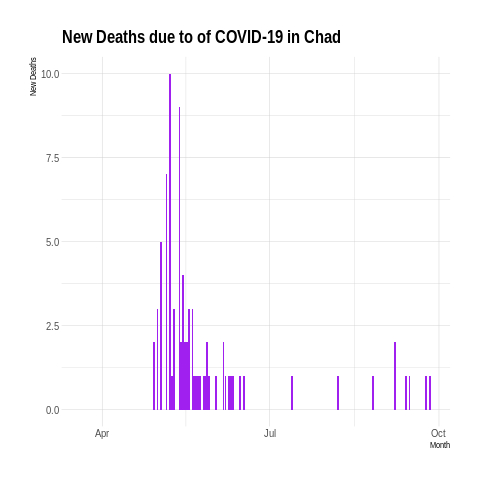 New Deaths due to of COVID-19 in Chad
New Deaths
10.0
7.5
5.0
2.5
0.0
Apr
Jul
Oct
Month